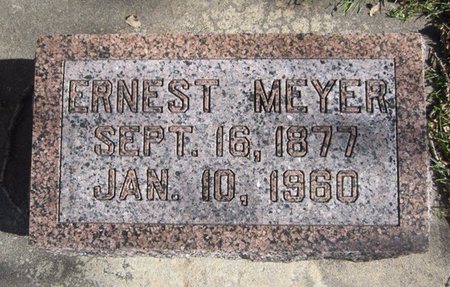 ERNEST MEYER
SEPT. 16, 1877
JAN. 10, 1960